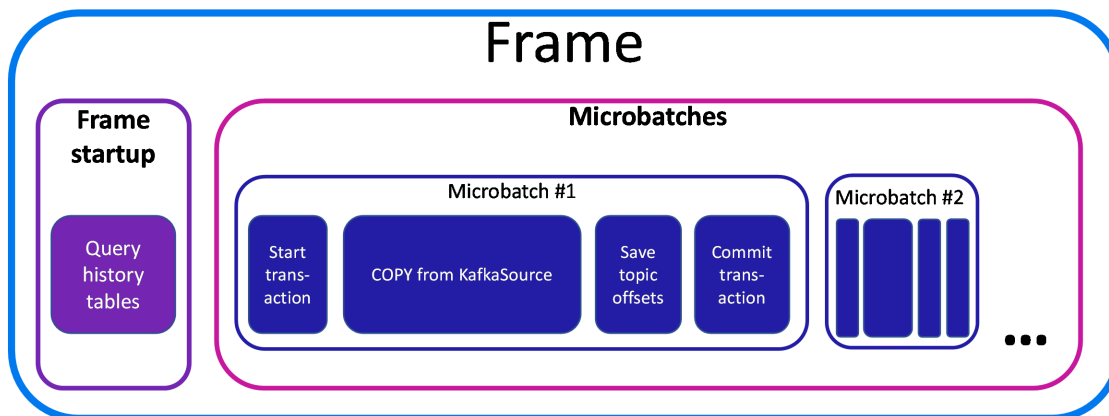 Frame
Frame
startup
Query
history
tables
Microbatches
Microbatch #1
Start
trans-
action
COPY from KafkaSource
Save
topic
offsets
Commit
trans-
action
Microbatch #2
...